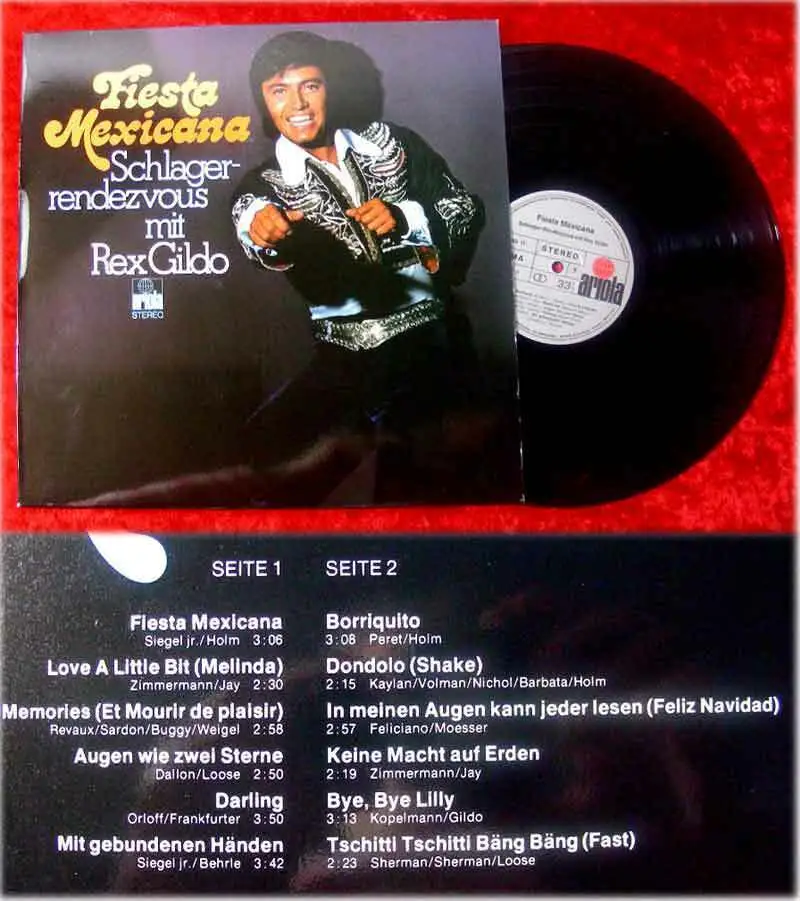 Fiesta
Mexicana
Schlager-
rendezvous
mit
Rex Gildo
ariola
STEREO
Fiesta Mexicana
STEREO
33
ariola
SEITE 1
Fiesta Mexicana
Siegel jr./Holm 3:06
Love A Little Bit (Melinda)
Zimmermann/Jay 2:30
Memories (Et Mourir de plaisir)
Revaux/Sardon/Buggy/Weigel 2:58
Augen wie zwei Sterne
Dallon/Loose 2:50
Darling
Orloff/Frankfurter 3:50
Mit gebundenen Händen
Siegel jr./Behrle 3:42
SEITE 2
Borriquito
3:08 Peret/Holm
Dondolo (Shake)
2:15 Kaylan/Volman/Nichol/Barbata/Holm
In meinen Augen kann jeder lesen (Feliz Navidad)
2:57 Feliciano/Moesser
Keine Macht auf Erden
2:19 Zimmermann/Jay
Bye, Bye Lilly
3:13 Kopelmann/Gildo
Tschitti Tschitti Bäng Bäng (Fast)
2:23 Sherman/Sherman/Loose